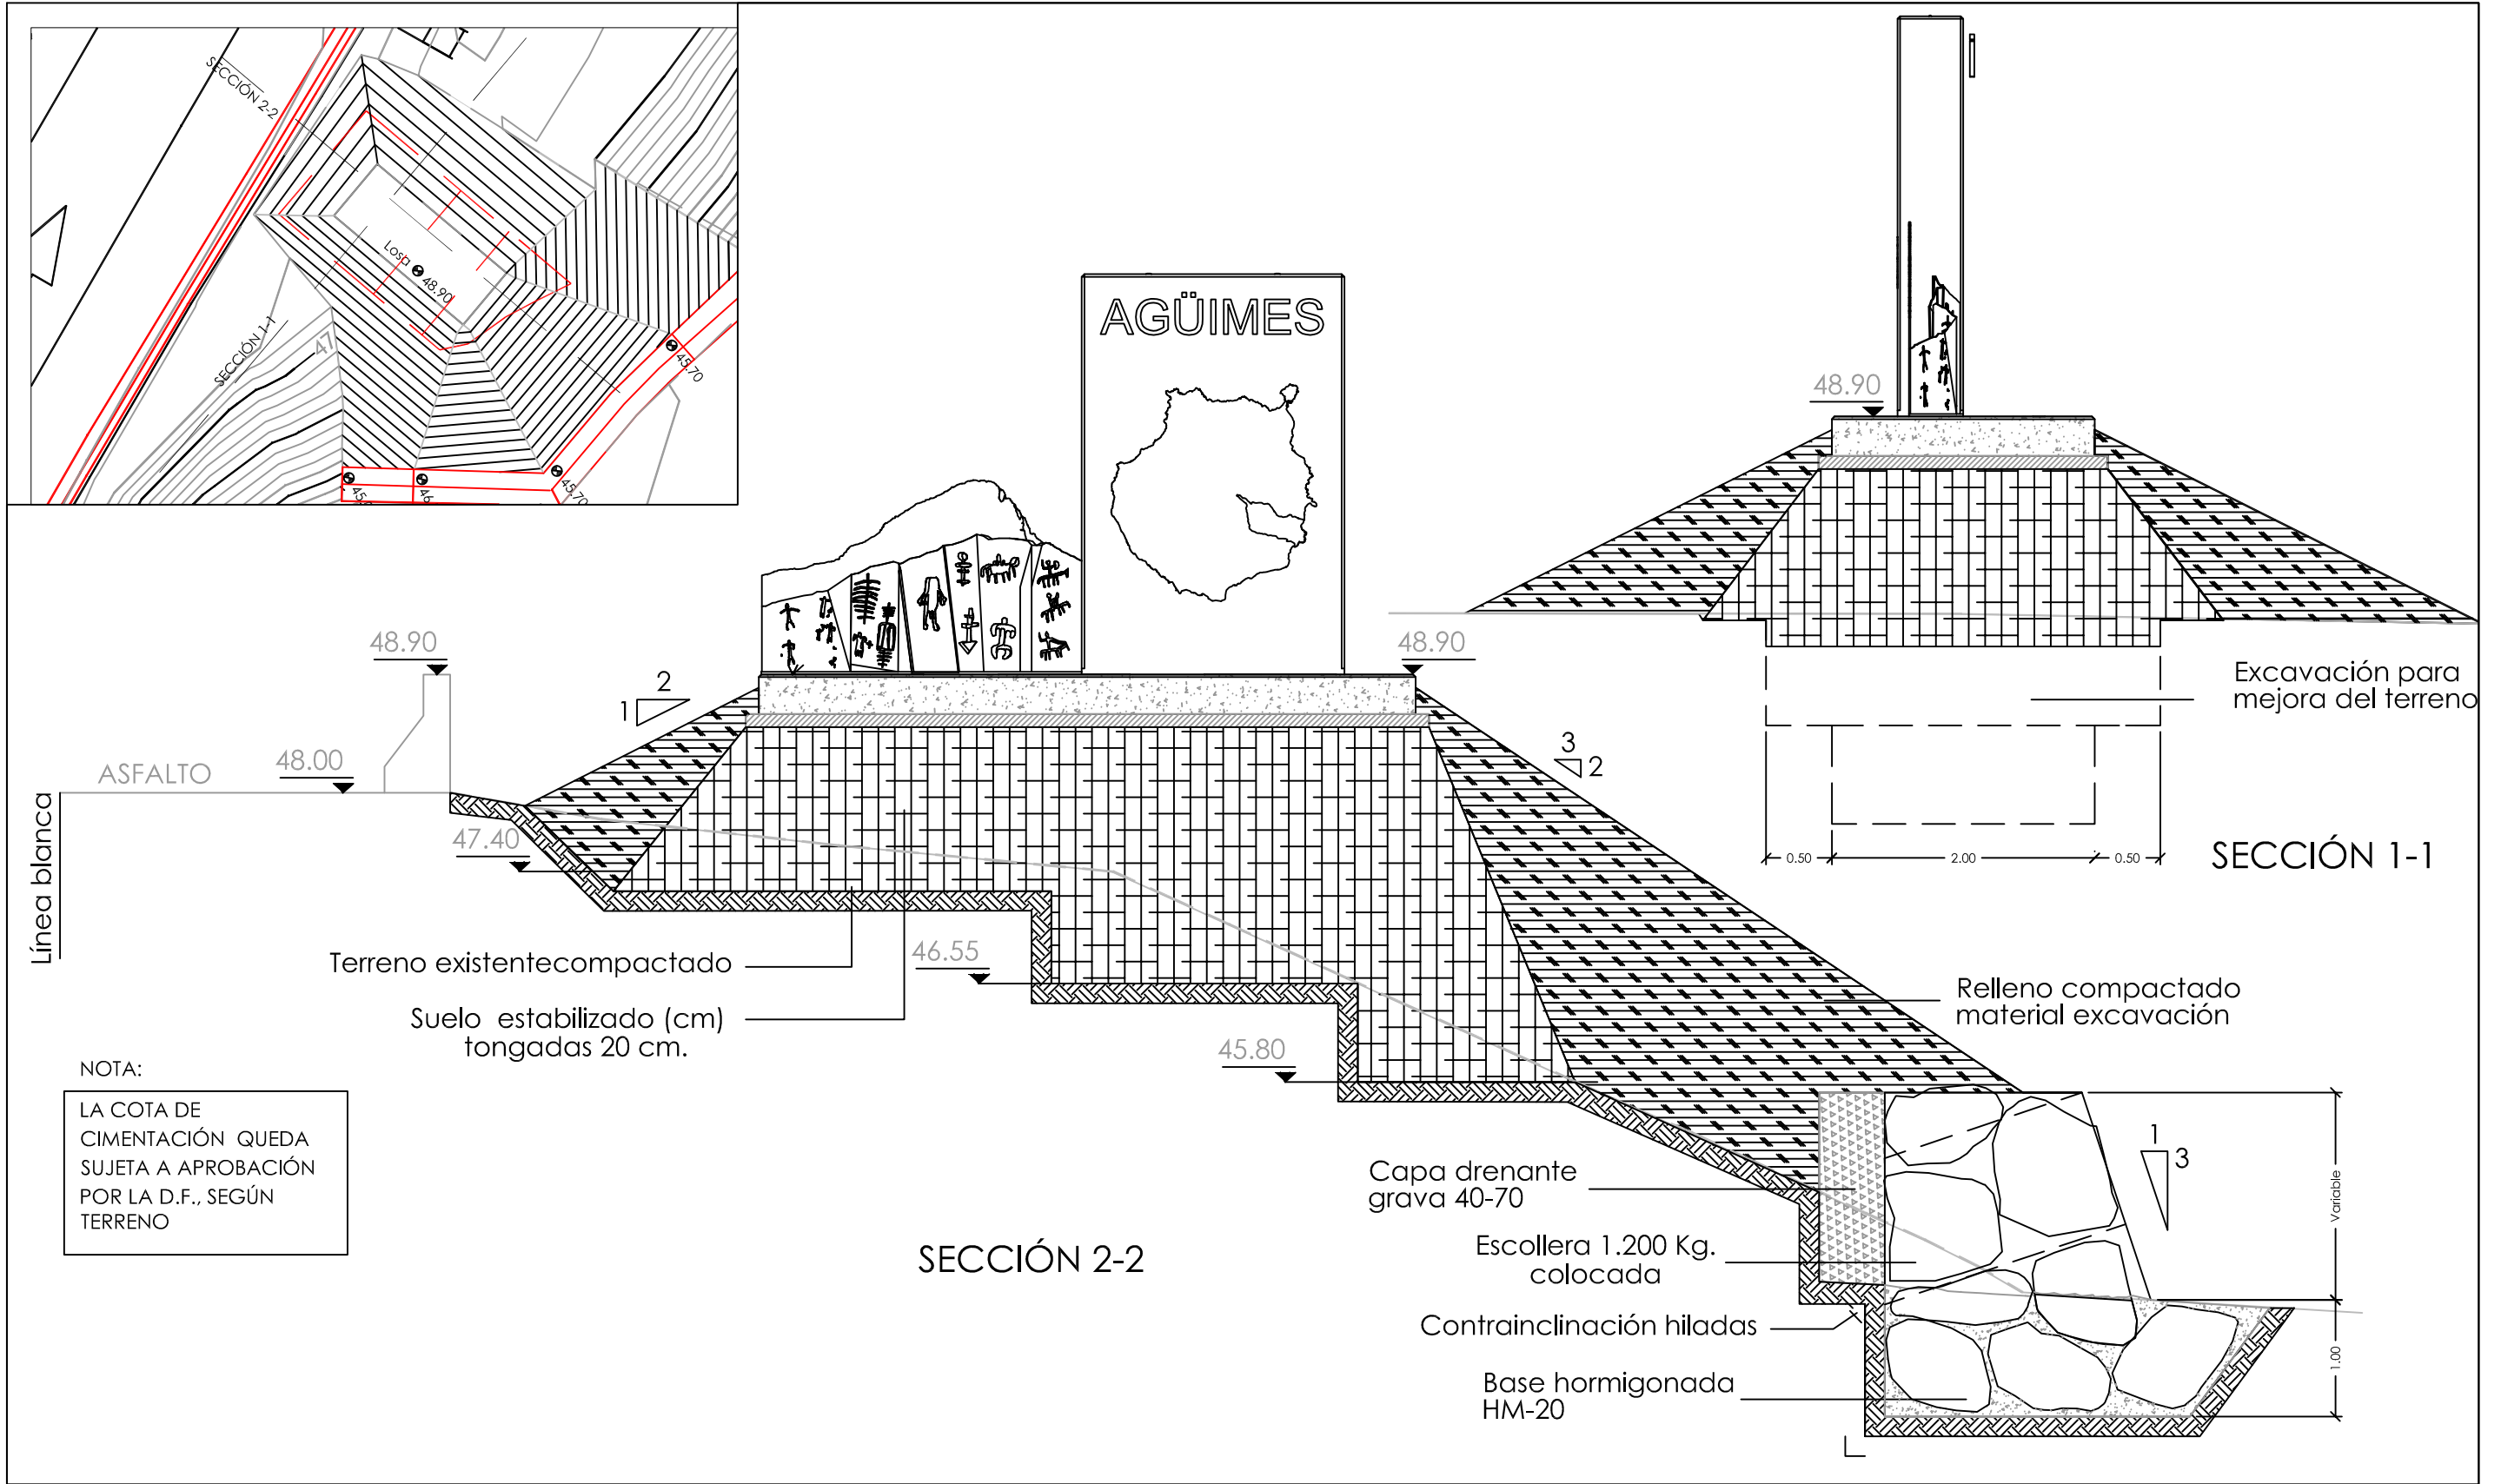 SECCIÓN 2-2
Losa 48.90
SECCIÓN 1-1
47
45.70
46
45.70
AGÜIMES
48.90
Excavación para
mejora del terreno
0.50
2.00
0.50
SECCIÓN 1-1
48.90
48.90
2
1
3
2
ASFALTO
48.00
Línea blanca
47.40
Terreno existentecompactado
46.55
Suelo estabilizado (cm)
tongadas 20 cm.
45.80
Relleno compactado
material excavación
NOTA:
LA COTA DE
CIMENTACIÓN QUEDA
SUJETA A APROBACIÓN
POR LA D.F., SEGÚN
TERRENO
SECCIÓN 2-2
Capa drenante
grava 40-70
1
3
Variable
Escollera 1.200 Kg.
colocada
Contrainclinación hiladas
1.00
Base hormigonada
HM-20